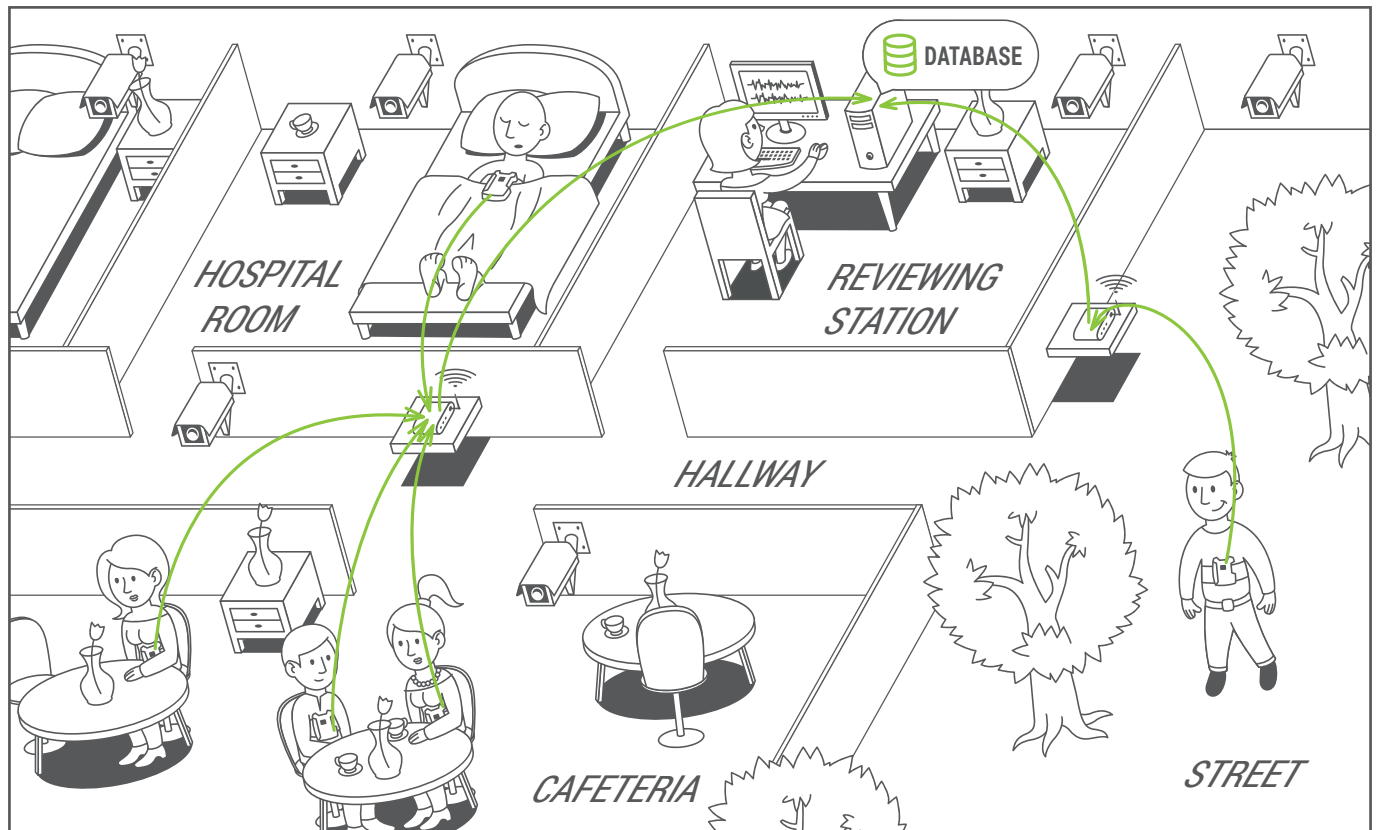 DATABASE
HOSPITAL
ROOM
REVIEWING
STATION
HALLWAY
CAFETERIA
STREET